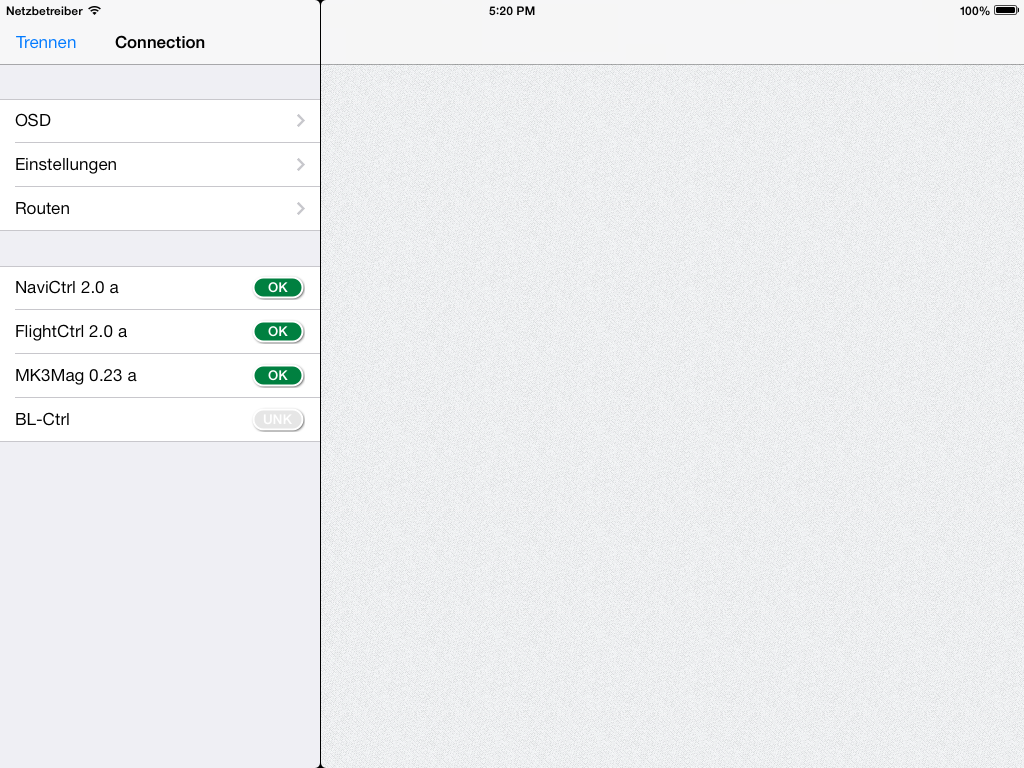 Netzbetreiber 5:20 PM 100%
Trennen Connection
OSD
Einstellungen
Routen
NaviCtrl 2.0 a OK
FlightCtrl 2.0 a OK
MK3Mag 0.23 a OK
BL-Ctrl UNK